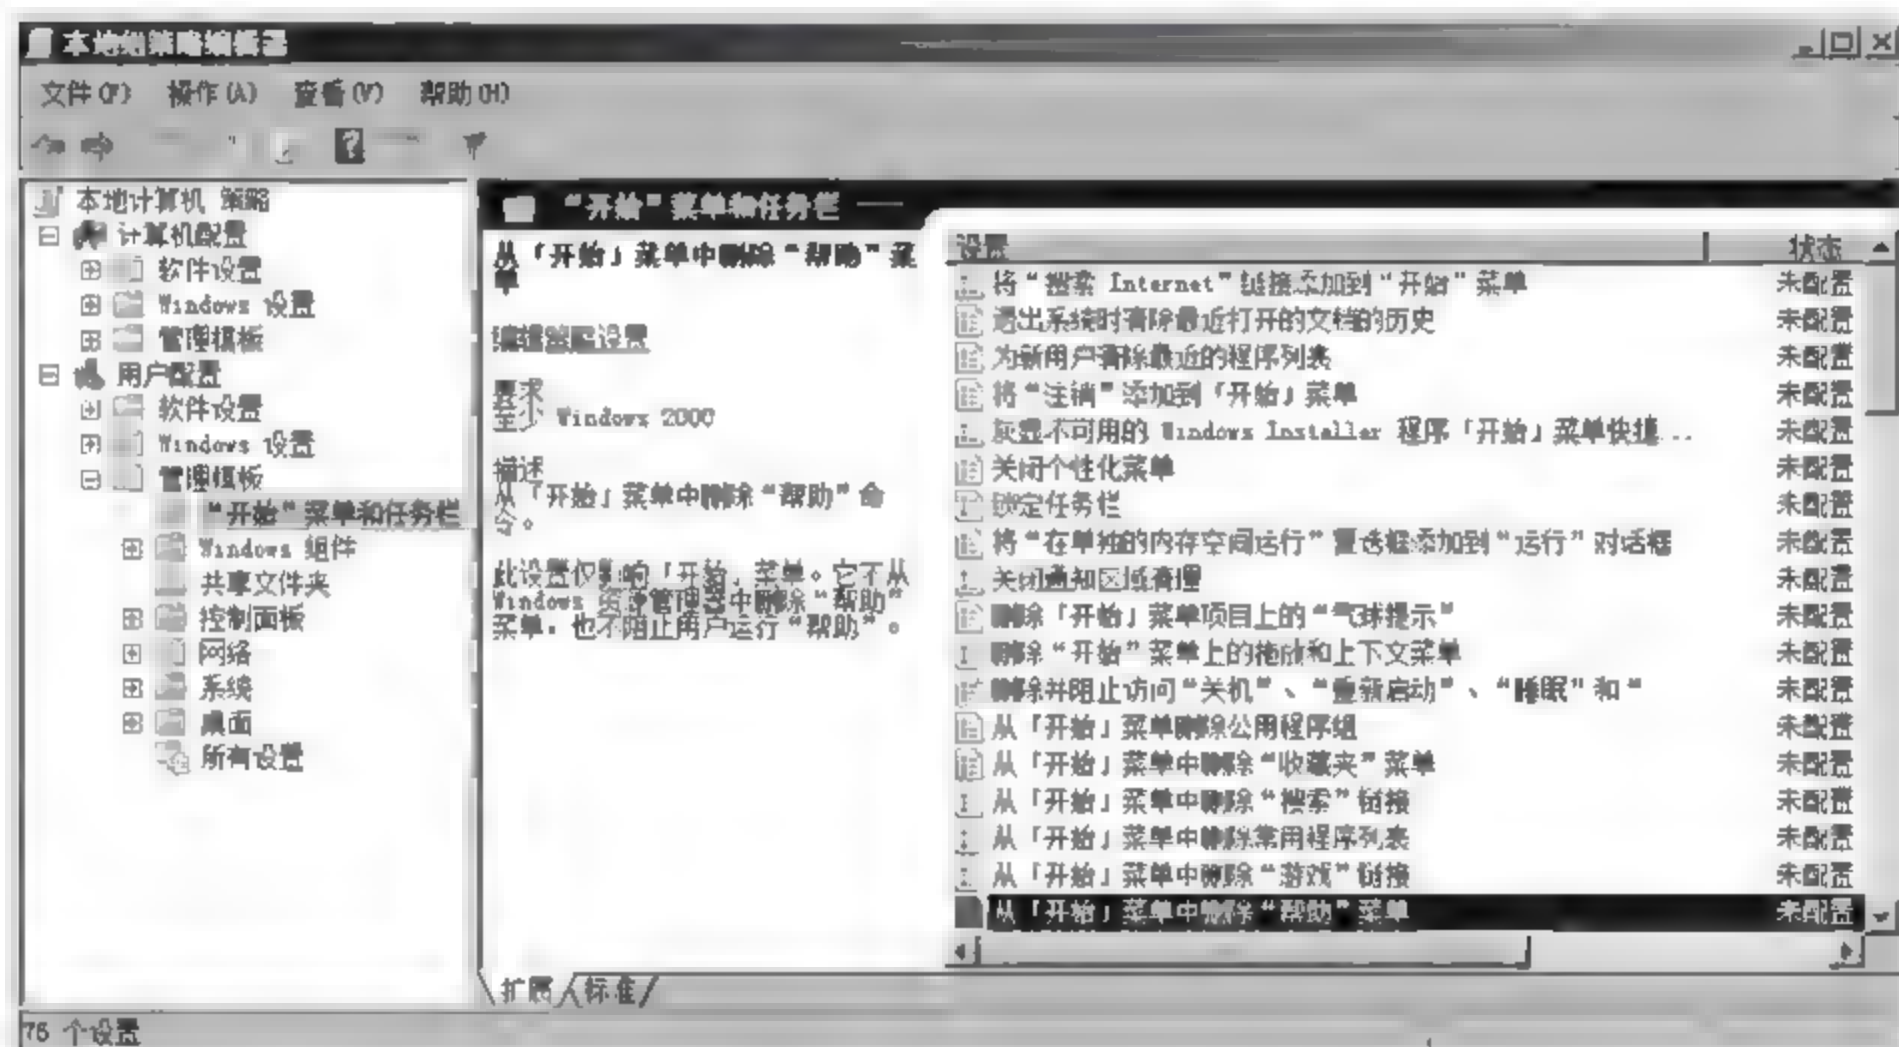 本地组策略编辑器
文件(F) 操作(A) 查看(V) 帮助(H)
本地计算机 策略
计算机配置
软件设置
Windows 设置
管理模板
用户配置
软件设置
Windows 设置
管理模板
“开始”菜单和任务栏
Windows 组件
共享文件夹
控制面板
网络
系统
桌面
所有设置
“开始”菜单和任务栏
从「开始」菜单中删除“帮助”菜
单
编辑策略设置
要求
至少 Windows 2000
描述
从「开始」菜单中删除“帮助”命
令。
此设置仅影响「开始」菜单。它不从
Windows 资源管理器中删除“帮助”
菜单，也不阻止用户运行“帮助”。
设置 状态
将“搜索 Internet”链接添加到“开始”菜单 未配置
退出系统时清除最近打开的文档的历史 未配置
为新用户清除最近的程序列表 未配置
将“注销”添加到「开始」菜单 未配置
灰显不可用的 Windows Installer 程序「开始」菜单快捷... 未配置
关闭个性化菜单 未配置
锁定任务栏 未配置
将“在单独的内存空间运行”复选框添加到“运行”对话框 未配置
关闭通知区域清理 未配置
删除「开始」菜单项目上的“气球提示” 未配置
删除“开始”菜单上的拖放和上下文菜单 未配置
删除并阻止访问“关机”、“重新启动”、“睡眠”和“ 未配置
从「开始」菜单删除公用程序组 未配置
从「开始」菜单中删除“收藏夹”菜单 未配置
从「开始」菜单中删除“搜索”链接 未配置
从「开始」菜单中删除常用程序列表 未配置
从「开始」菜单中删除“游戏”链接 未配置
从「开始」菜单中删除“帮助”菜单 未配置
扩展 标准
76 个设置